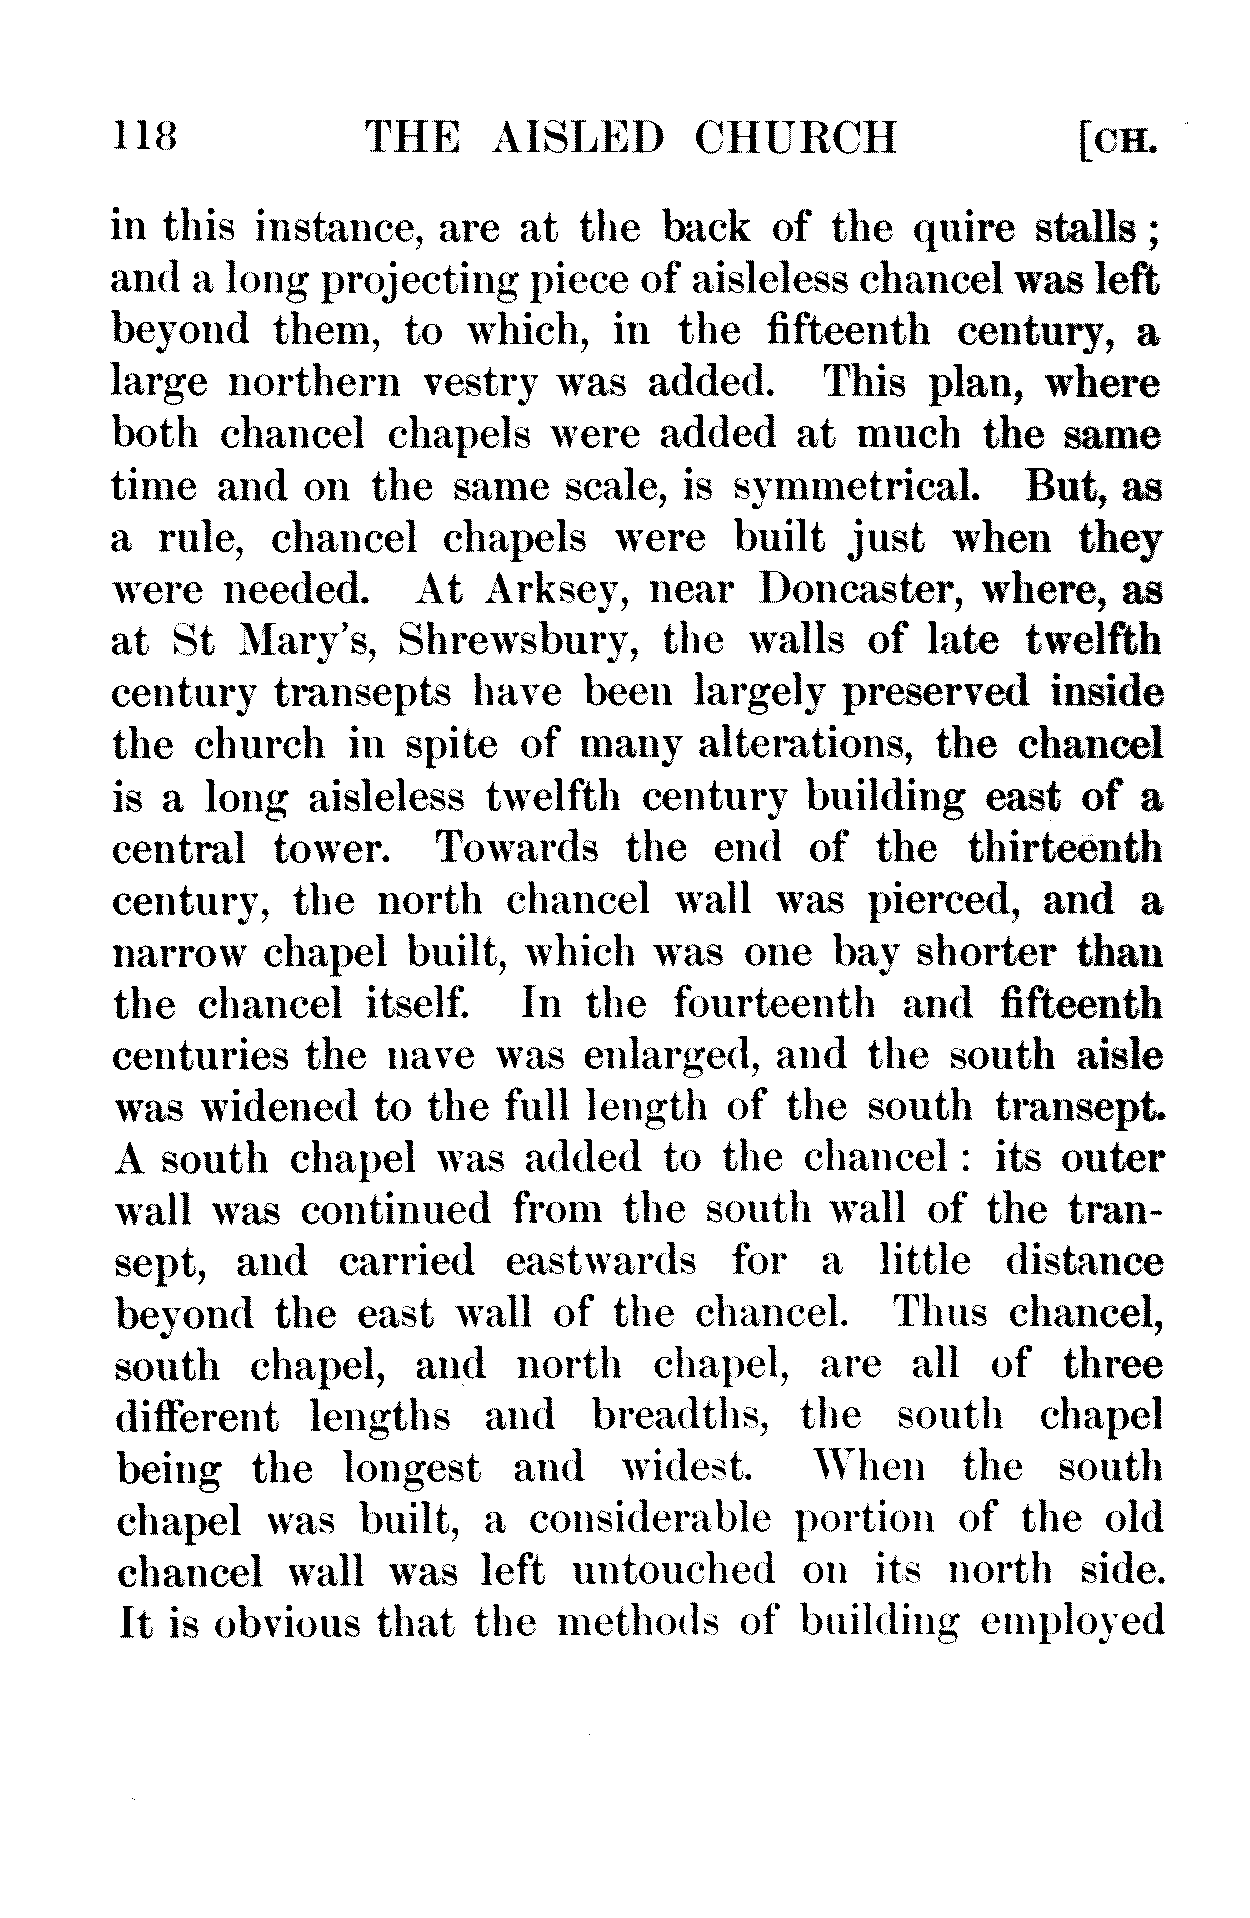 118 THE AISLED CHURCH [CH.
in this instance, are at the back of the quire stalls ;
and a long projecting piece of aisleless chancel was left
beyond them, to which, in the fifteenth century, a
large northern vestry was added. This plan, where
both chancel chapels were added at much the same
time and on the same scale, is symmetrical. But, as
a rule, chancel chapels were built just when they
were needed. At Arksey, near Doncaster, where, as
at St Mary's, Shrewsbury, the walls of late twelfth
century transepts have been largely preserved inside
the church in spite of many alterations, the chancel
is a long aisleless twelfth century building east of a
central tower. Towards the end of the thirteenth
century, the north chancel wall was pierced, and a
narrow chapel built, which was one bay shorter than
the chancel itself. In the fourteenth and fifteenth
centuries the nave was enlarged, and the south aisle
was widened to the full length of the south transept.
A south chapel was added to the chancel : its outer
wall was continued from the south wall of the tran-
sept, and carried eastwards for a little distance
beyond the east wall of the chancel. Thus chancel,
south chapel, and north chapel, are all of three
different lengths and breadths, the south chapel
being the longest and widest. When the south
chapel was built, a considerable portion of the old
chancel wall was left untouched on its north side.
It is obvious that the methods of building employed